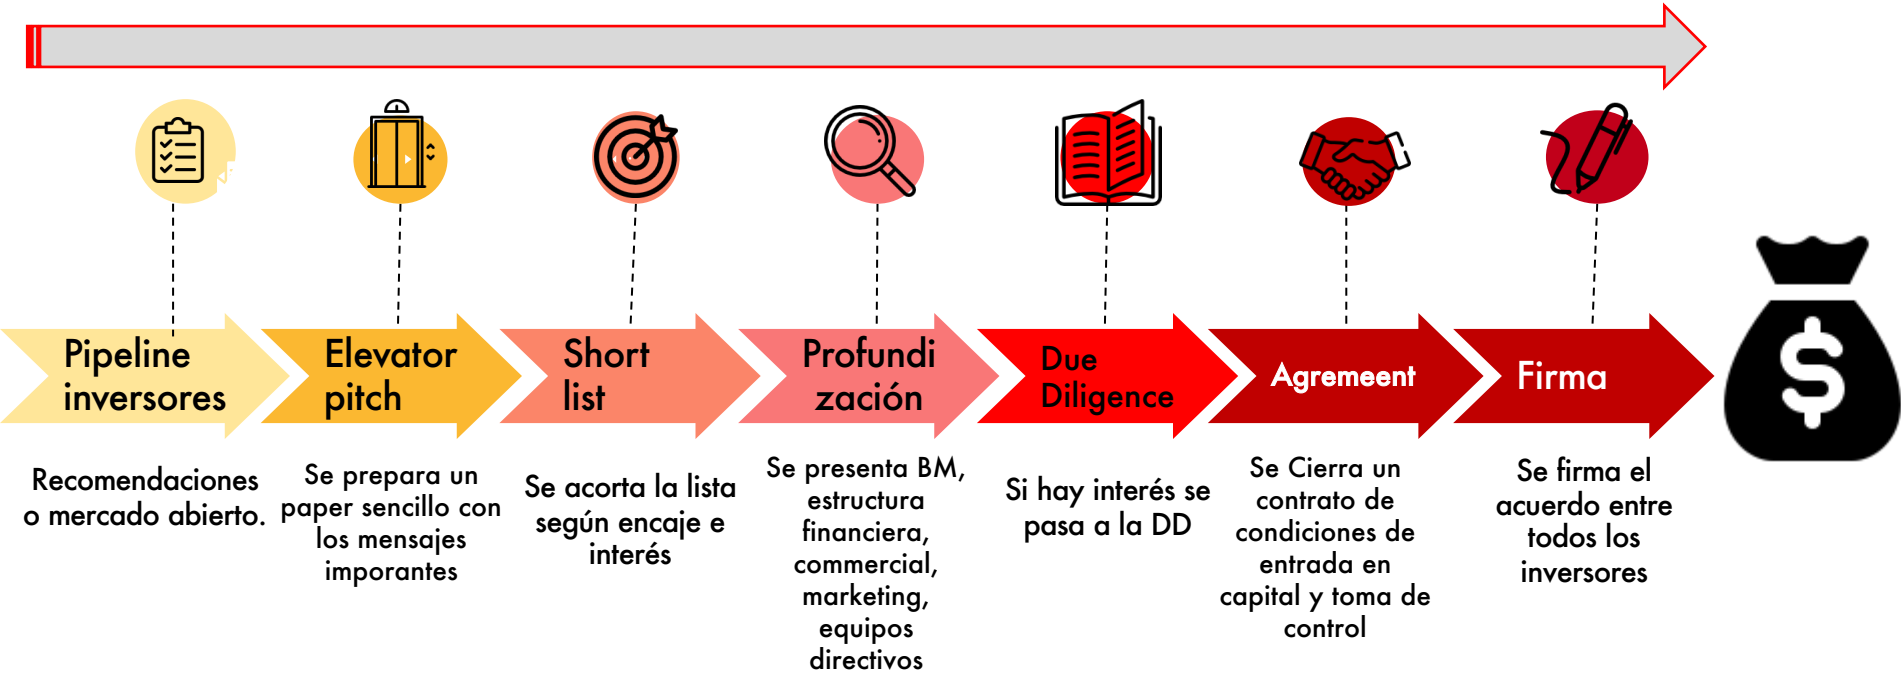 Pipeline
inversores
Elevator
pitch
Short
list
Profundi
zación
Due
Diligence
Agremeent
Firma
$
Recomendaciones
o mercado abierto.
Se prepara un
paper sencillo con
los mensajes
imporantes
Se acorta la lista
según encaje e
interés
Se presenta BM,
estructura
financiera,
commercial,
marketing,
equipos
directivos
Si hay interés se
pasa a la DD
Se Cierra un
contrato de
condiciones de
entrada en
capital y toma de
control
Se firma el
acuerdo entre
todos los
inversores